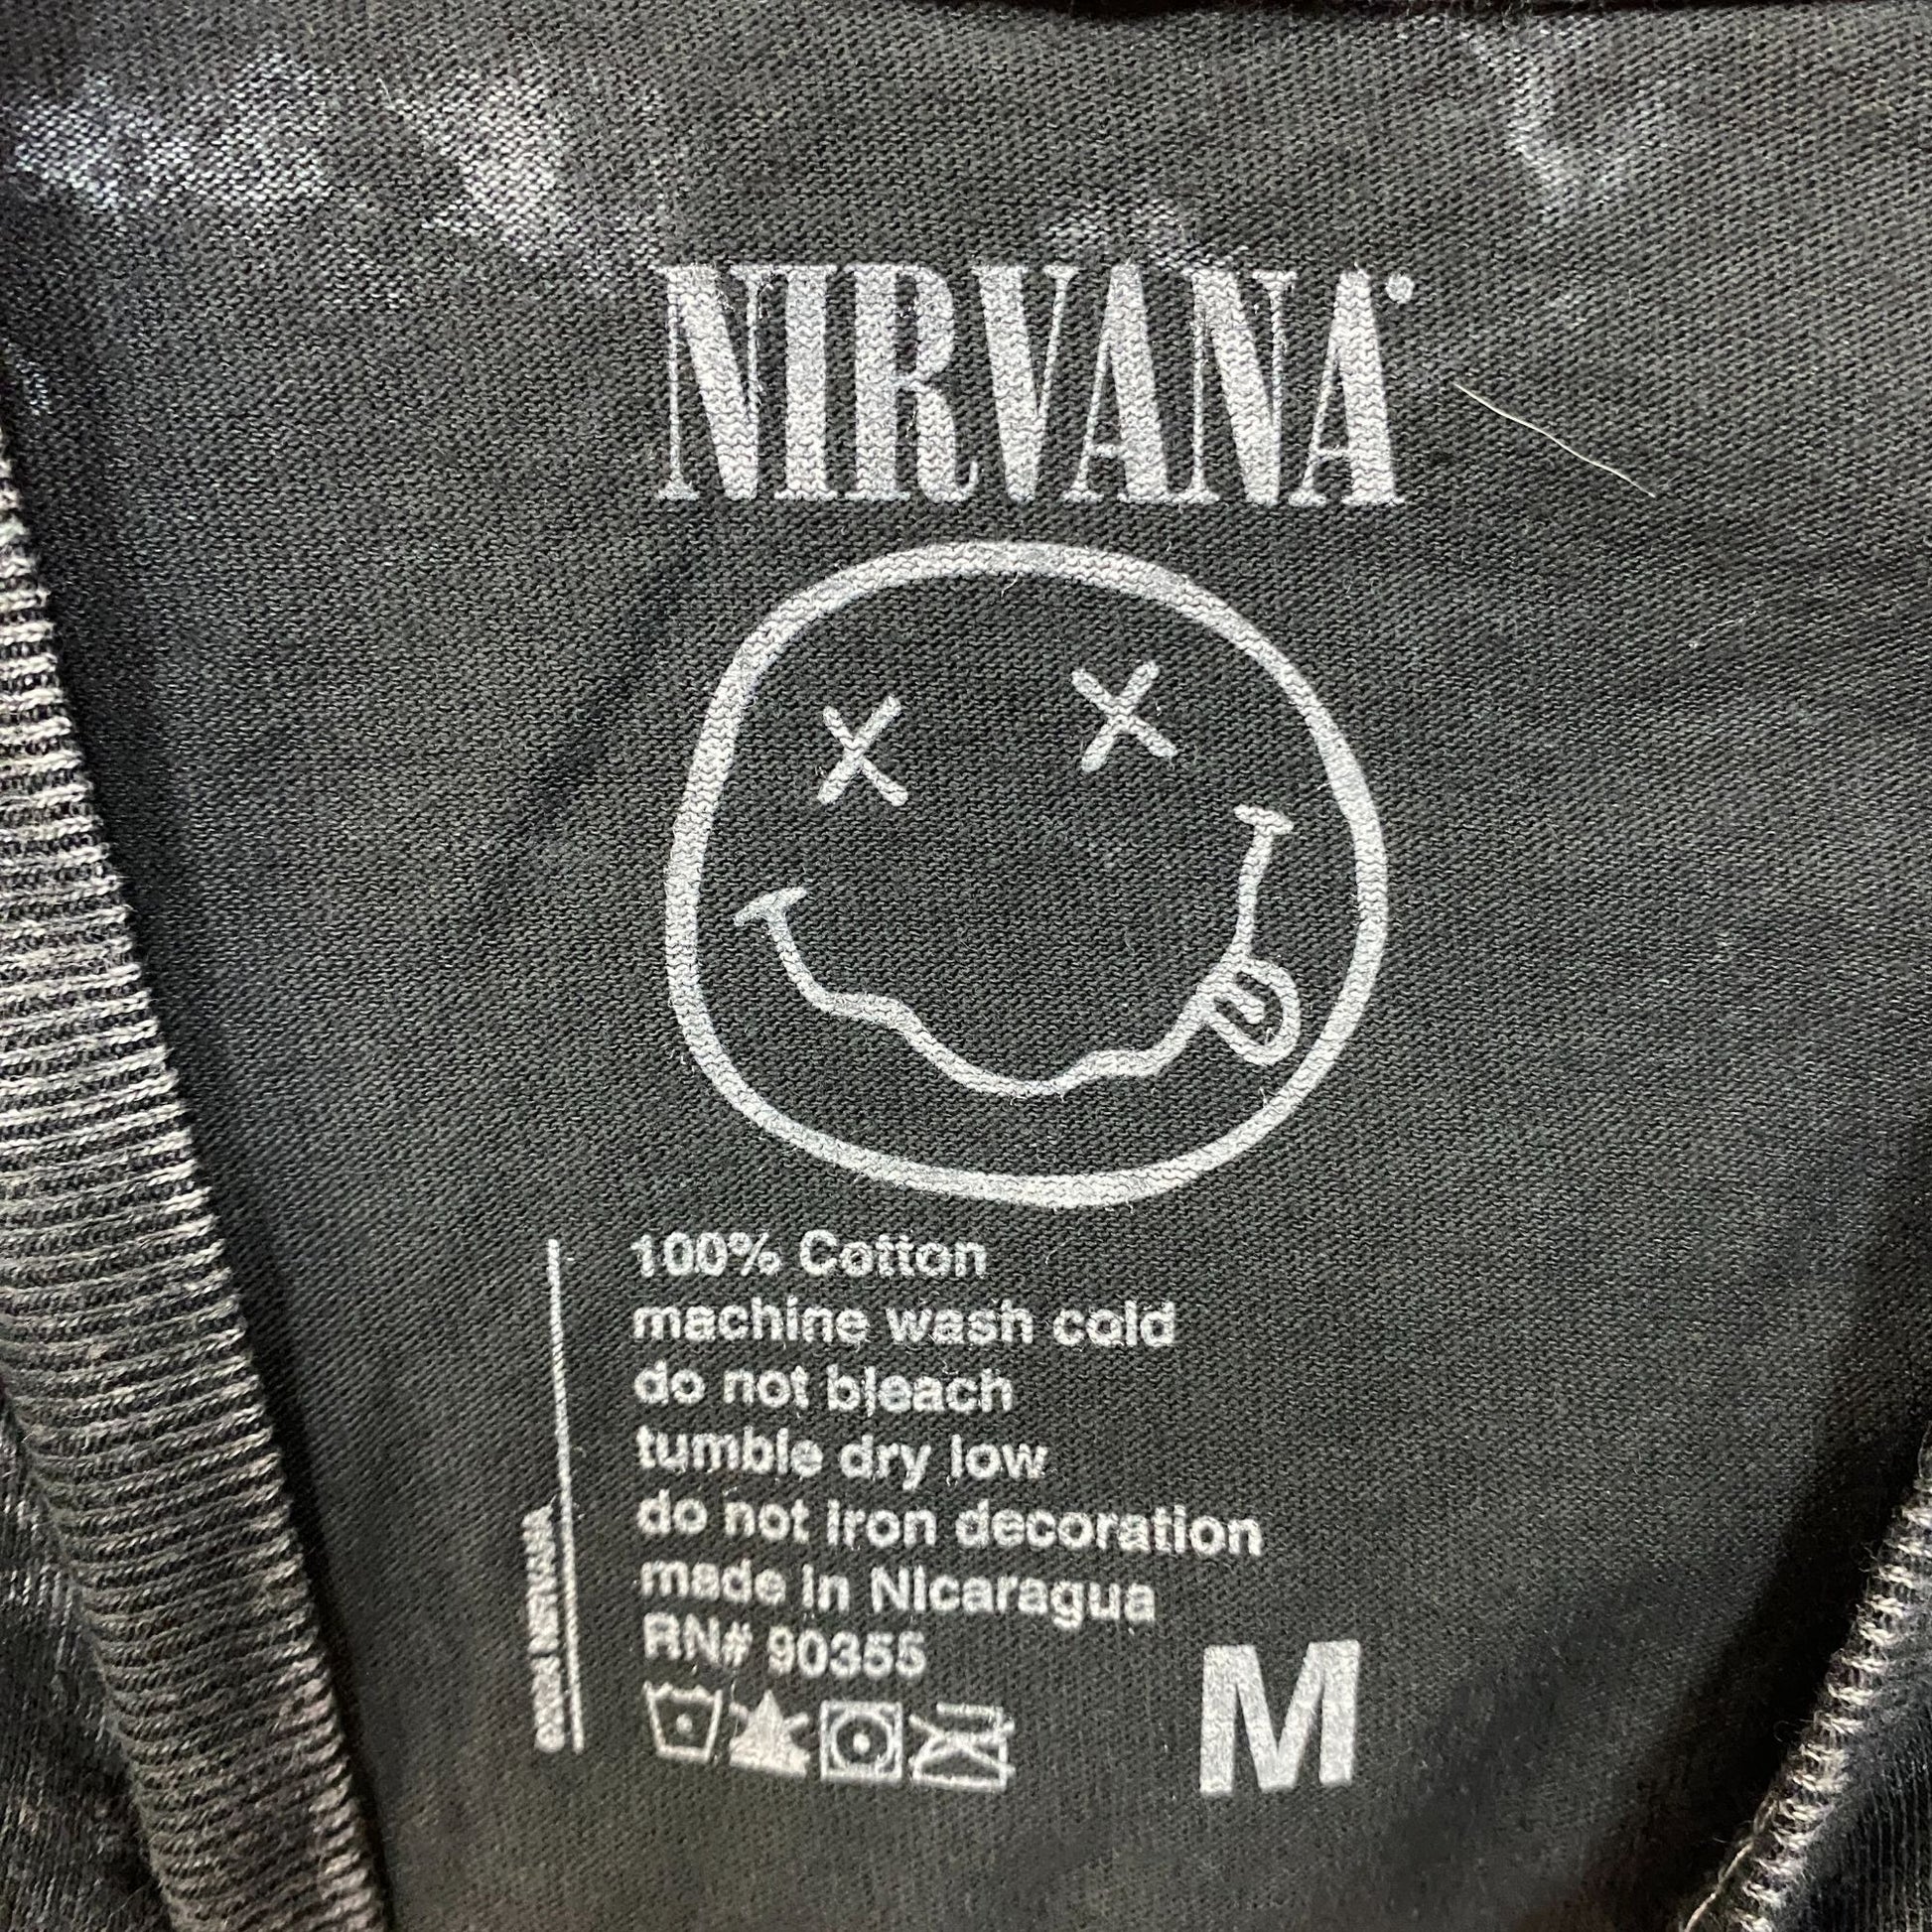 NIRVANA
100% Cotton
machine wash cold
do not bleach
tumble dry low
do not iron decoration
made in Nicaragua
RN# 90355
M
NIRVANA